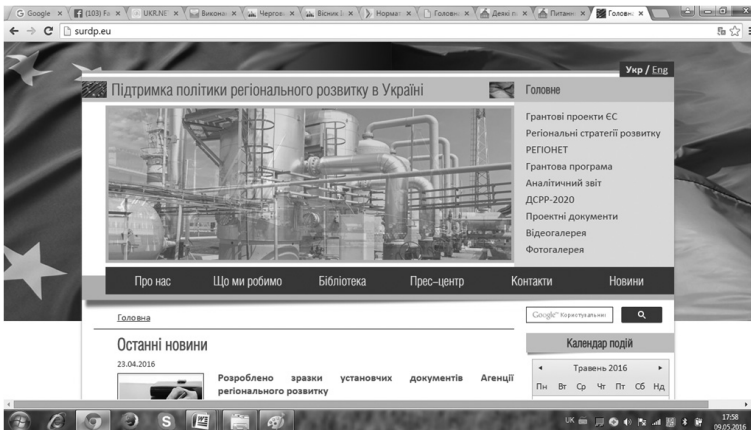 Google
(103) Fa
UKR.NE
Викона
Черго
Вісник
Нормат
Головн
Деякі п
Питанн
Головн
surdp.eu
Укр / Eng
Підтримка політики регіонального розвитку в Україні
Головне
Грантові проекти ЄС
Регіональні стратегії розвитку
РЕГІОНЕТ
Грантова програма
Аналітичний звіт
ДСРР-2020
Проектні документи
Відеогалерея
Фотогалерея
Про нас Що ми робимо Бібліотека Прес-центр Контакти Новини
Головна
Google
Останні новини
23.04.2016
Розроблено зразки установчих документів Агенції
регіонального розвитку
Календар подій
Травень 2016
Пн Вт Ср Чт Пт Сб Нд
UK
17:58
09.05.2016